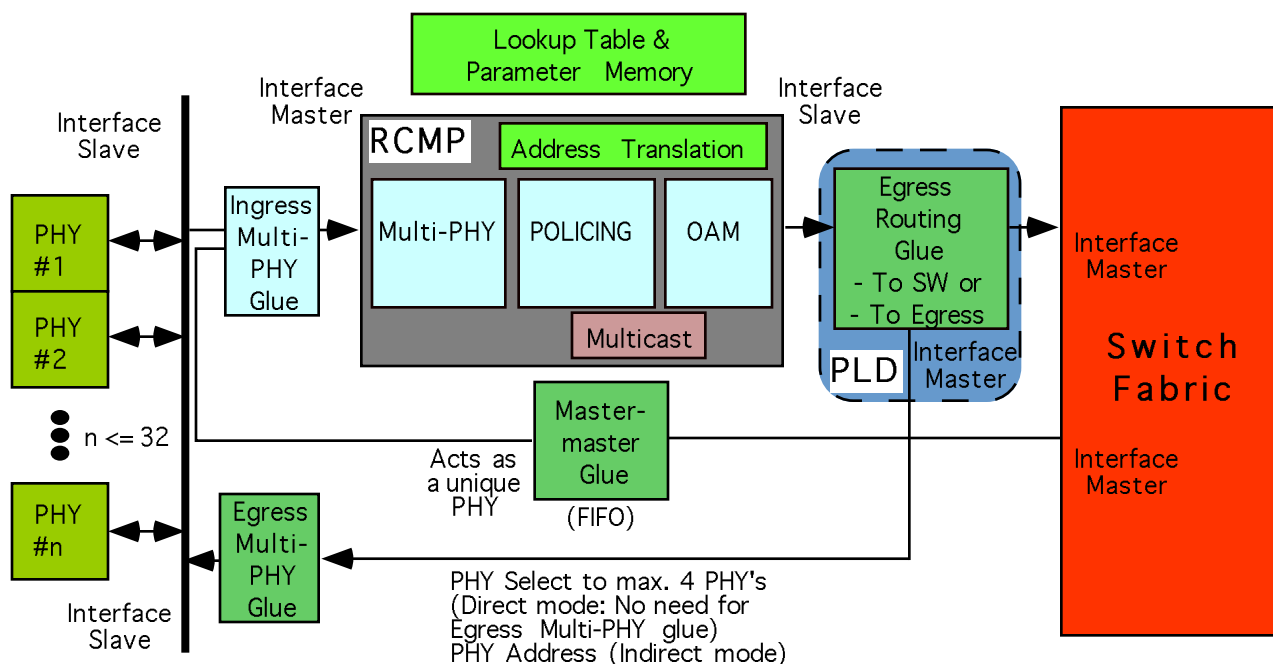 Lookup Table &
Parameter Memory
Interface
Master
Interface
Slave
Interface
Slave
RCMP
Address Translation
Multi-PHY
POLICING
OAM
Multicast
Ingress
Multi-
PHY
Glue
PHY
#1
PHY
#2
n <= 32
PHY
#n
Egress
Routing
Glue
- To SW or
- To Egress
PLD
Interface
Master
Interface
Master
Switch
Fabric
Interface
Master
Master-
master
Glue
(FIFO)
Acts as
a unique
PHY
Egress
Multi-
PHY
Glue
Interface
Slave
PHY Select to max. 4 PHY's
(Direct mode: No need for
Egress Multi-PHY glue)
PHY Address (Indirect mode)